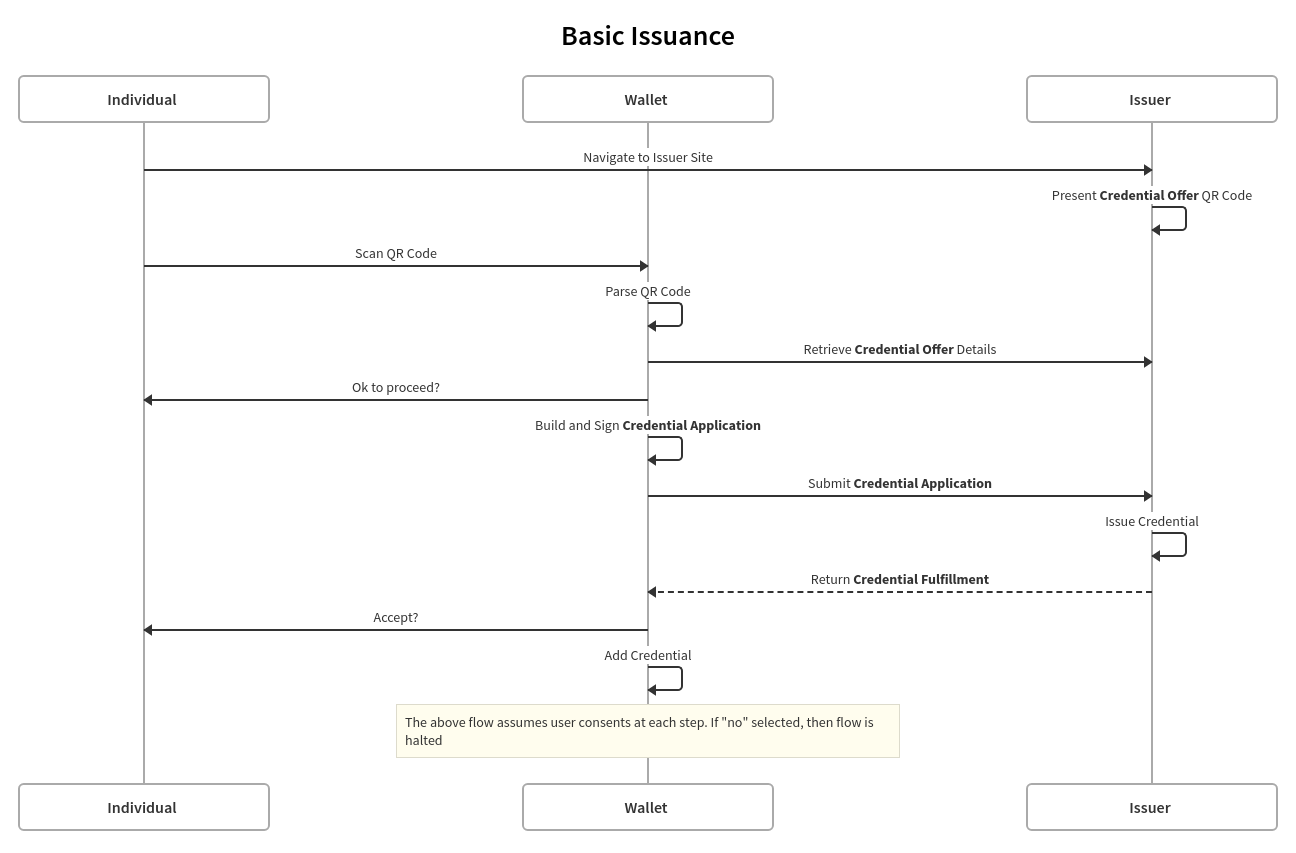 Basic Issuance
Individual
Wallet
Issuer
Navigate to Issuer Site
Present Credential Offer QR Code
Scan QR Code
Parse QR Code
Retrieve Credential Offer Details
Ok to proceed?
Build and Sign Credential Application
Submit Credential Application
Issue Credential
Return Credential Fulfillment
Accept?
Add Credential
The above flow assumes user consents at each step. If "no" selected, then flow is
halted
Individual
Wallet
Issuer